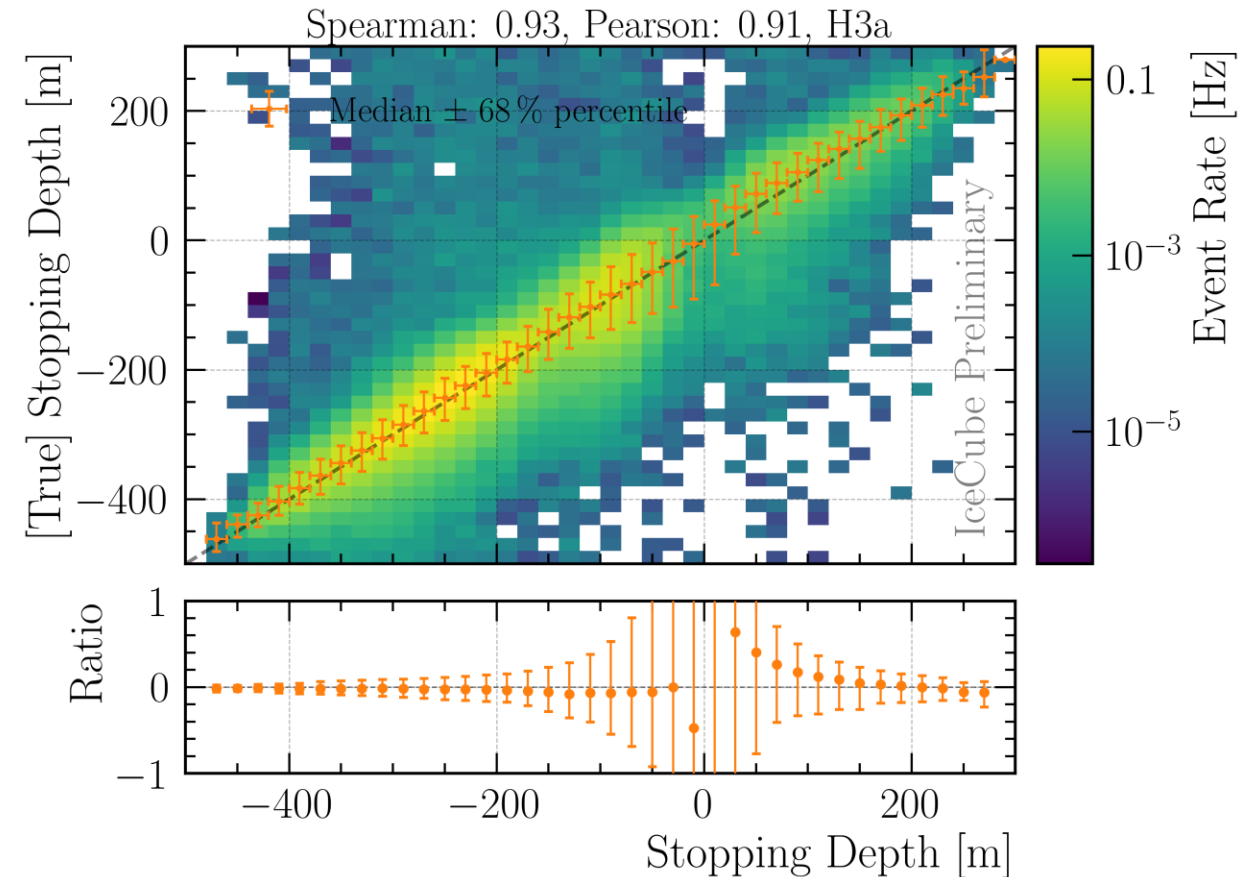 Spearman: 0.93, Pearson: 0.91, H3a
[True] Stopping Depth [m]
200
0
−200
−400
Median ± 68 % percentile
IceCube Preliminary
0.1
10⁻³
10⁻⁵
Event Rate [Hz]
Ratio
1
0
−1
−400
−200
0
200
Stopping Depth [m]